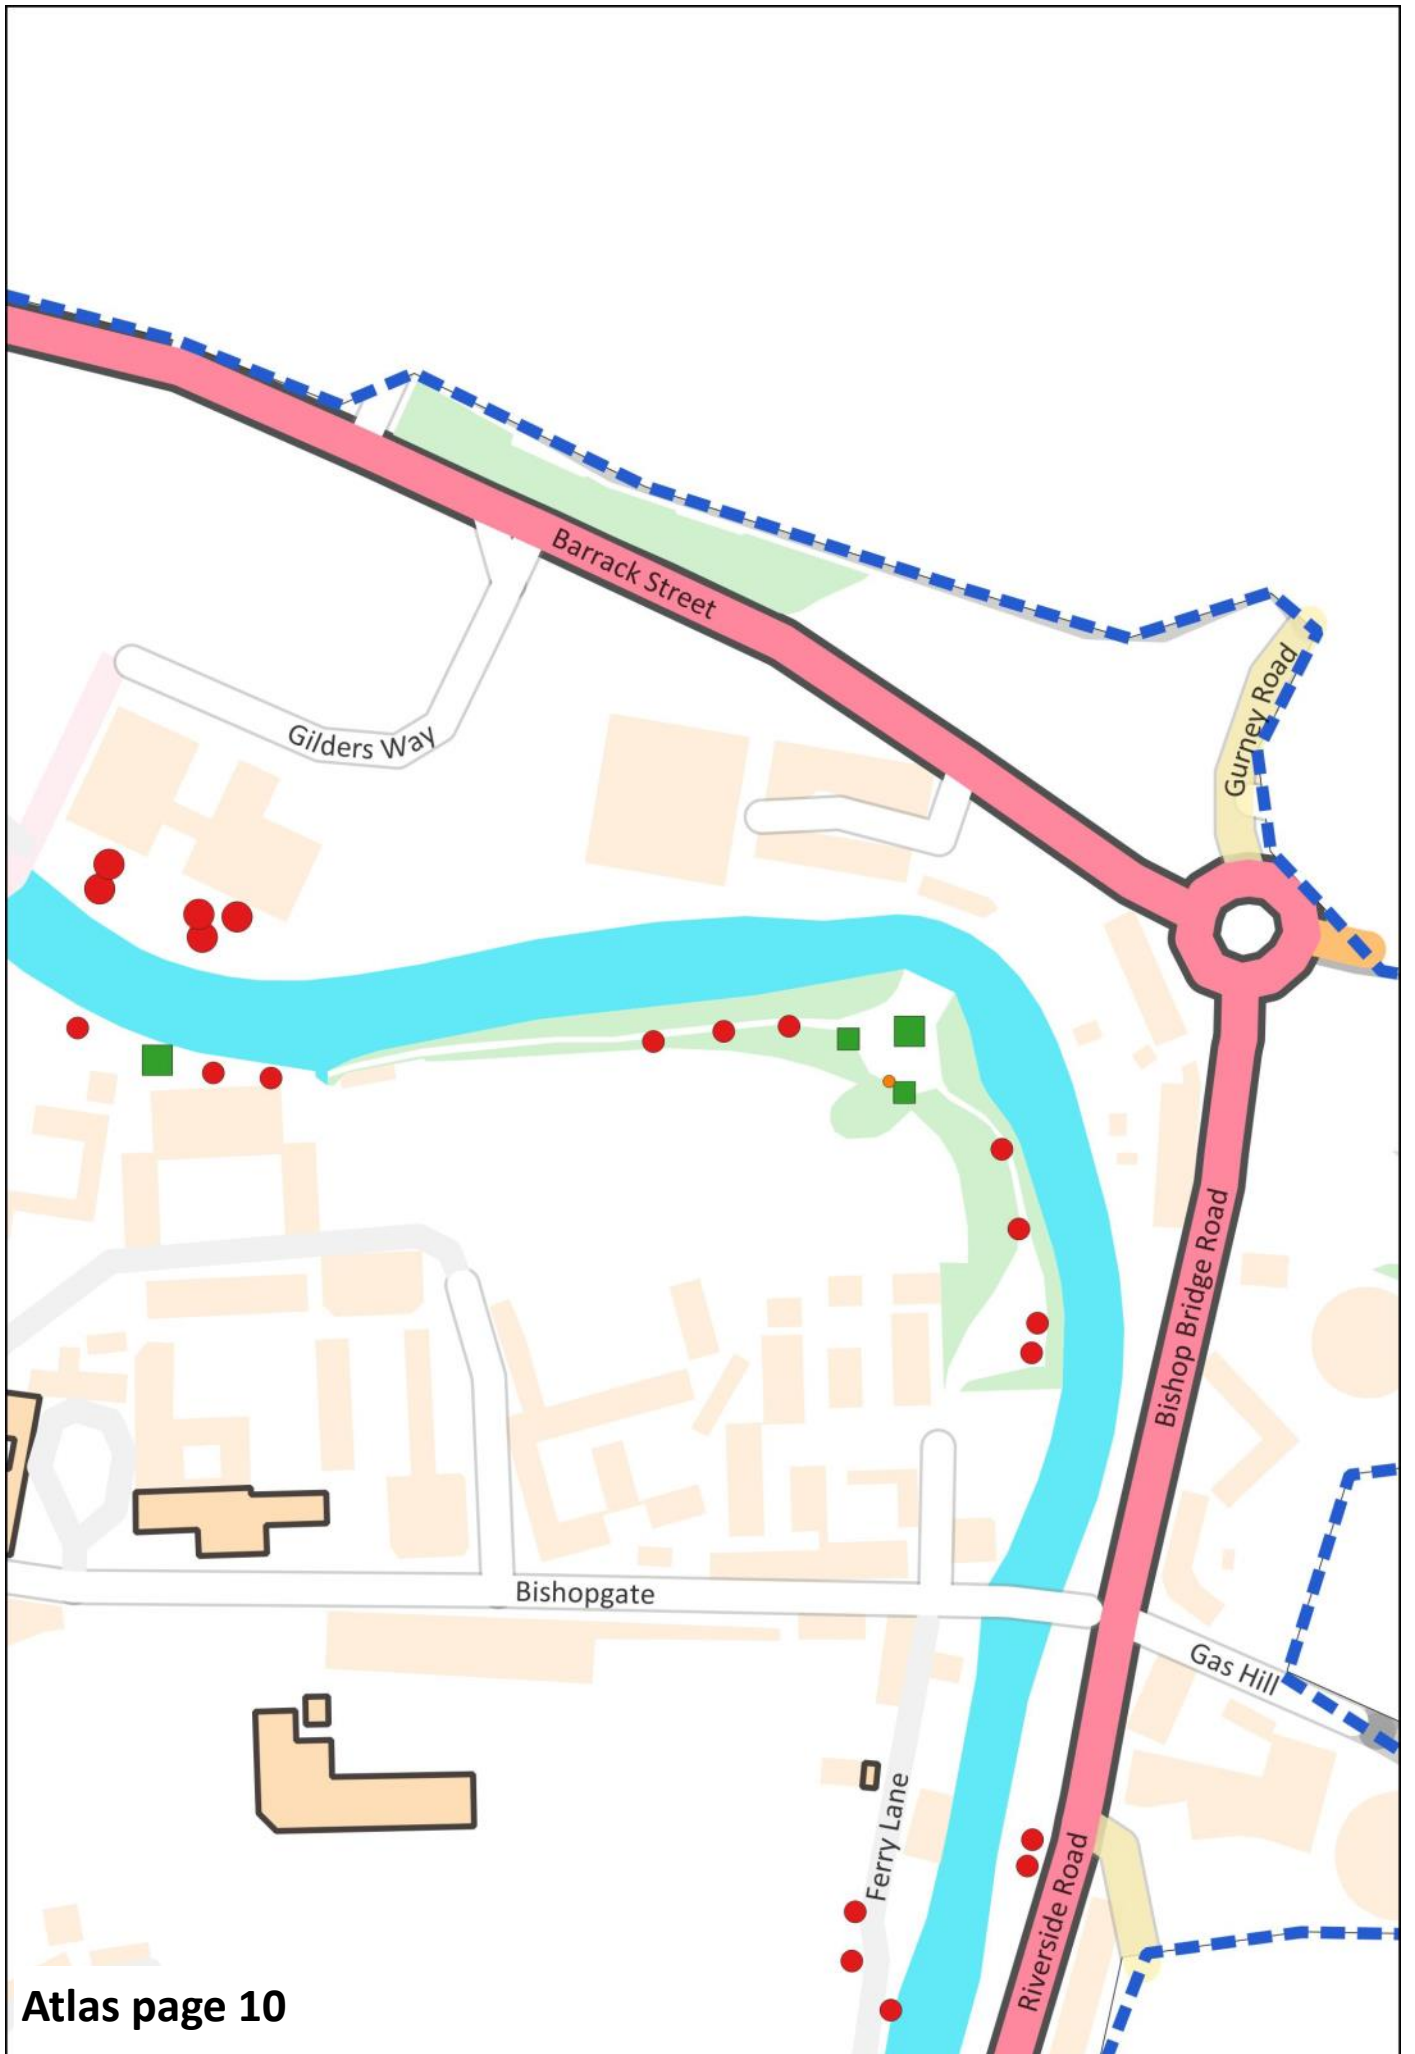 Barrack Street
Gurney Road
Gilders Way
Bishop Bridge Road
Bishopgate
Gas Hill
Ferry Lane
Riverside Road
Atlas page 10